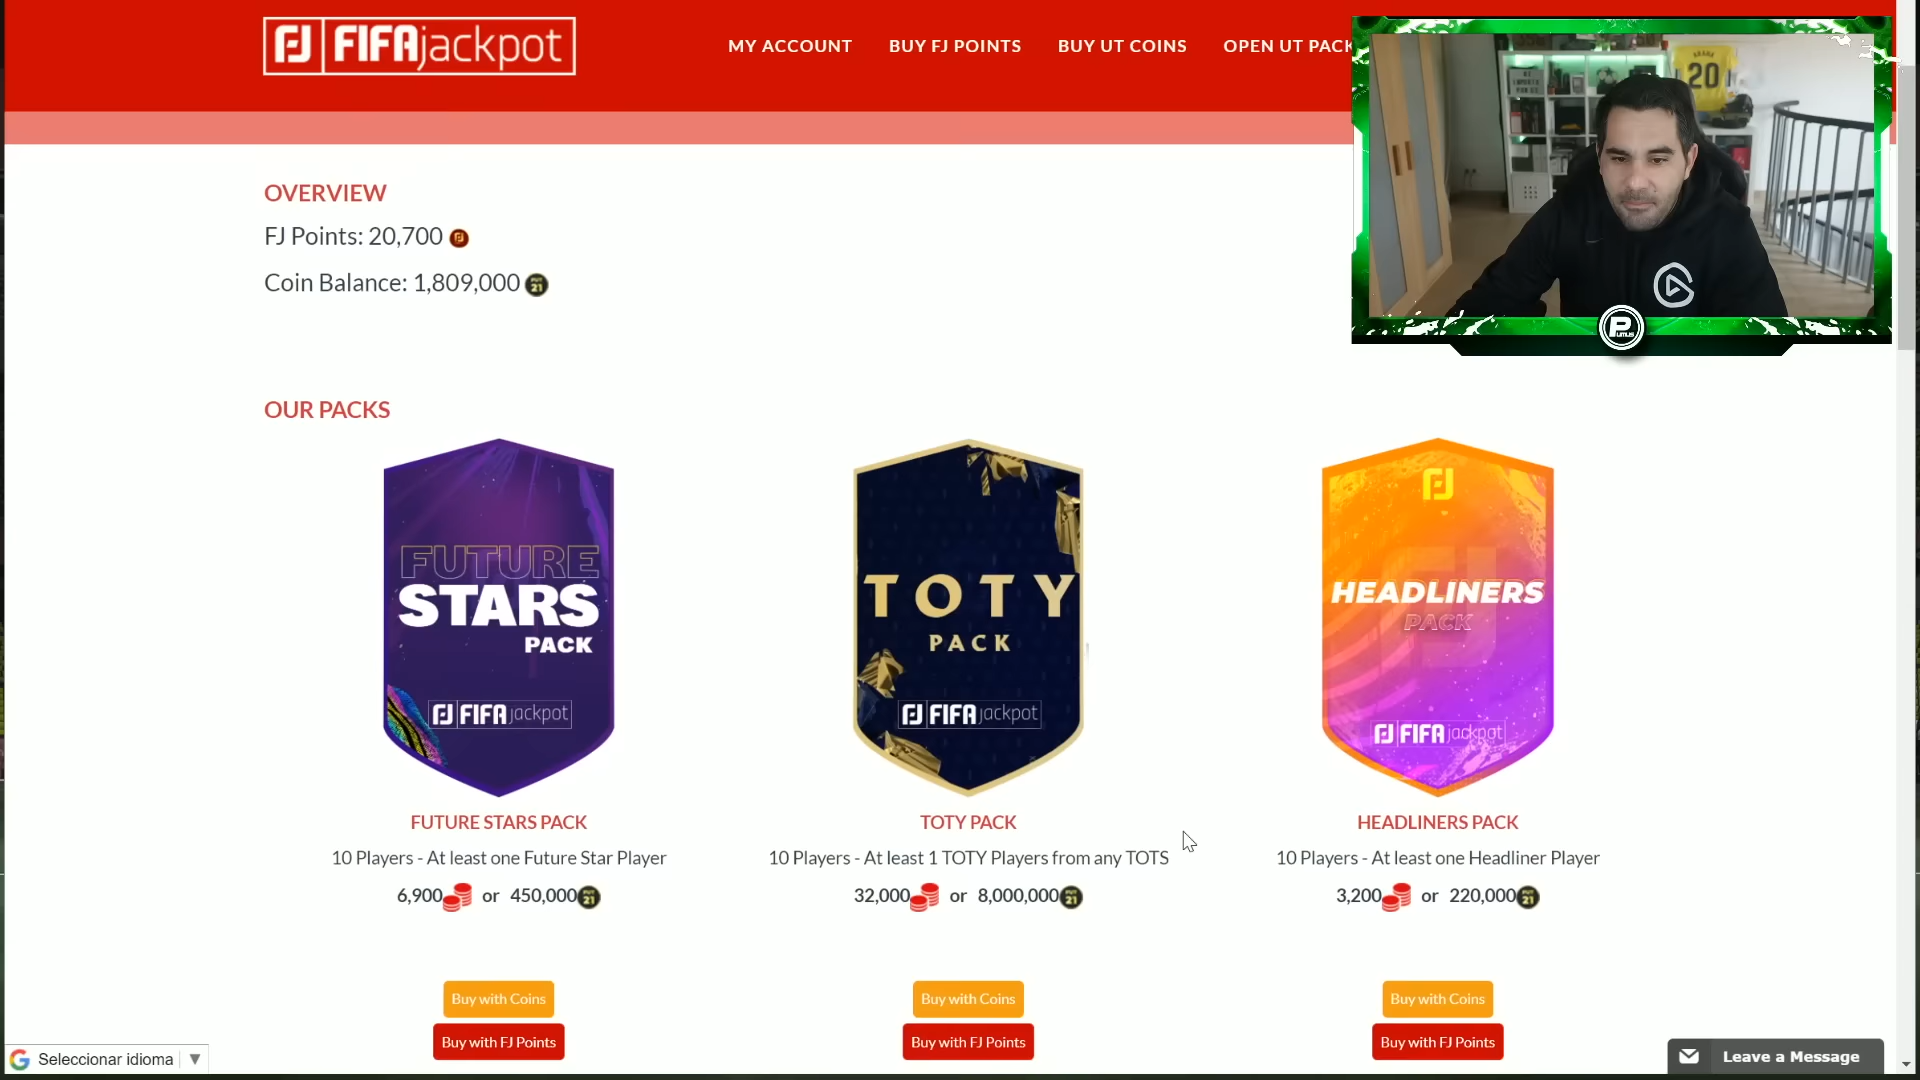 FJ FIFAjackpot
MY ACCOUNT
BUY FJ POINTS
BUY UT COINS
OPEN UT PACK
20
OVERVIEW
FJ Points: 20,700
Coin Balance: 1,809,000
OUR PACKS
FUTURE
STARS
PACK
FJ FIFAjackpot
TOTY
PACK
FJ FIFAjackpot
FJ
HEADLINERS
PACK
FJ FIFAjackpot
FUTURE STARS PACK
10 Players - At least one Future Star Player
6,900 or 450,000
TOTY PACK
10 Players - At least 1 TOTY Players from any TOTS
32,000 or 8,000,000
HEADLINERS PACK
10 Players - At least one Headliner Player
3,200 or 220,000
Buy with Coins
Buy with FJ Points
Buy with Coins
Buy with FJ Points
Buy with Coins
Buy with FJ Points
Seleccionar idioma ▼
Leave a Message